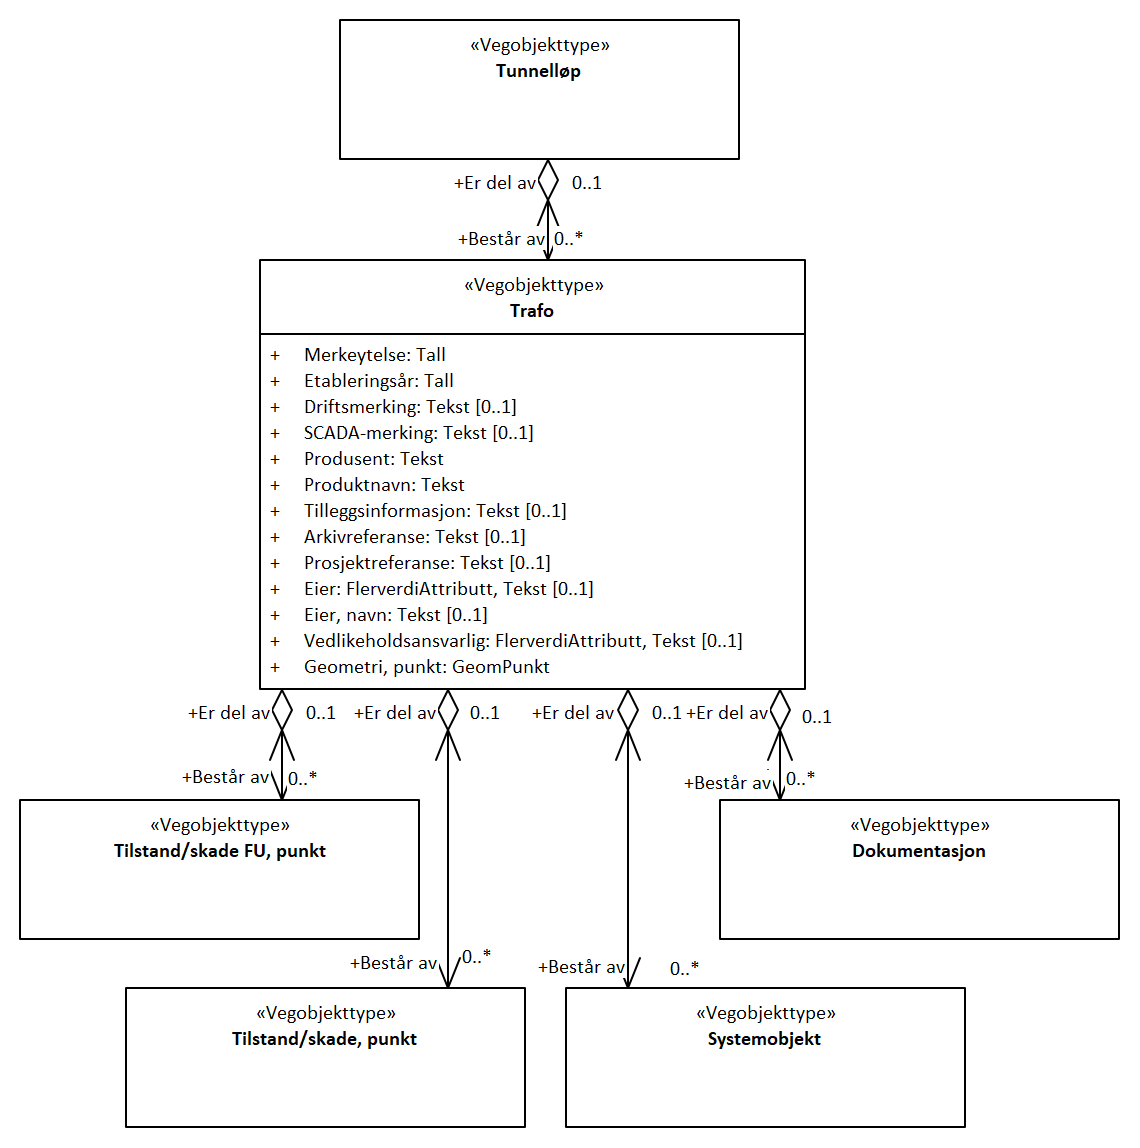 «Vegobjekttype»
Tunnelløp
+Er del av 0..1
+Består av 0..*
«Vegobjekttype»
Trafo
+ Merkeytelse: Tall
+ Etableringsår: Tall
+ Driftsmerking: Tekst [0..1]
+ SCADA-merking: Tekst [0..1]
+ Produsent: Tekst
+ Produktnavn: Tekst
+ Tilleggsinformasjon: Tekst [0..1]
+ Arkivreferanse: Tekst [0..1]
+ Prosjektreferanse: Tekst [0..1]
+ Eier: FlerverdiAttributt, Tekst [0..1]
+ Eier, navn: Tekst [0..1]
+ Vedlikeholdsansvarlig: FlerverdiAttributt, Tekst [0..1]
+ Geometri, punkt: GeomPunkt
+Er del av 0..1 +Er del av 0..1 +Er del av 0..1 +Er del av 0..1
+Består av 0..* +Består av 0..*
«Vegobjekttype»
Tilstand/skade FU, punkt
«Vegobjekttype»
Dokumentasjon
+Består av 0..* +Består av 0..*
«Vegobjekttype»
Tilstand/skade, punkt
«Vegobjekttype»
Systemobjekt